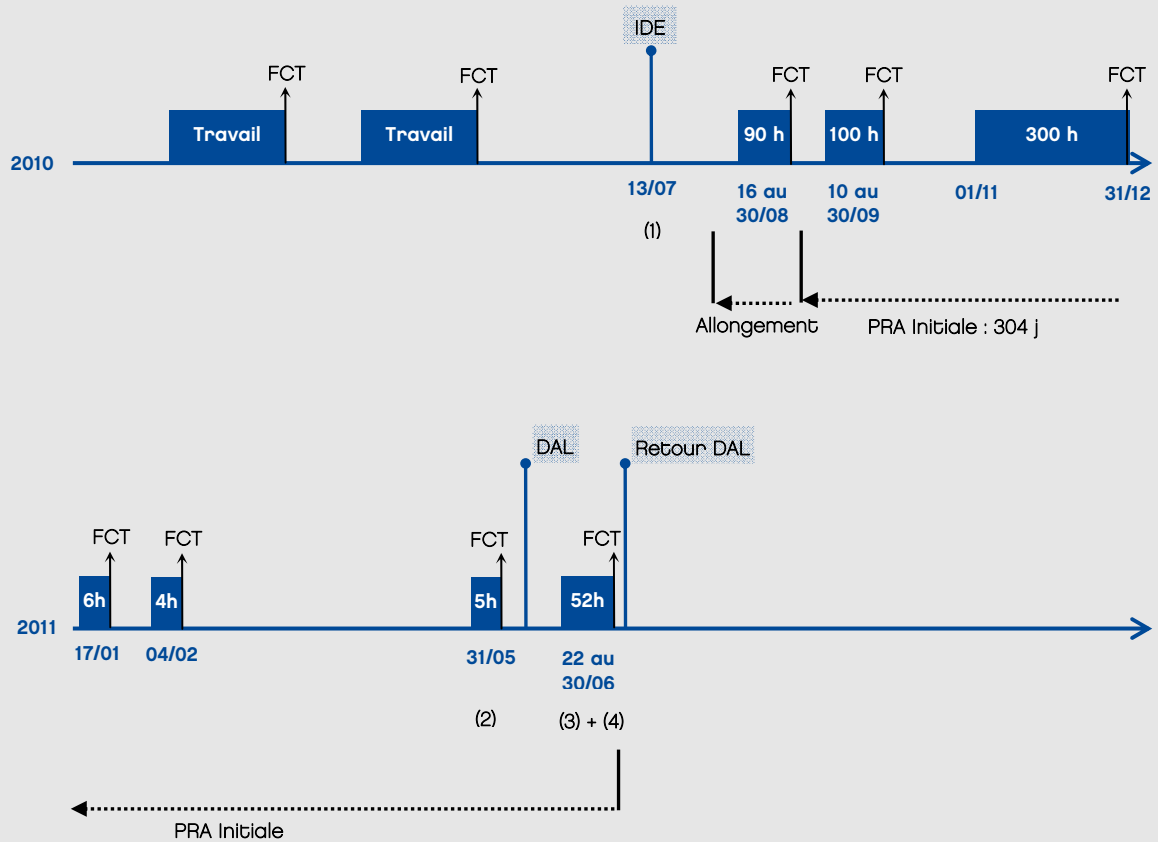 IDE
FCT
FCT
FCT
FCT
FCT
Travail
Travail
90 h
100 h
300 h
2010
13/07
16 au
30/08
10 au
30/09
01/11
31/12
(1)
Allongement
PRA Initiale : 304 j
DAL
Retour DAL
FCT
FCT
FCT
FCT
6h
4h
5h
52h
2011
17/01
04/02
31/05
22 au
30/06
(2)
(3) + (4)
PRA Initiale